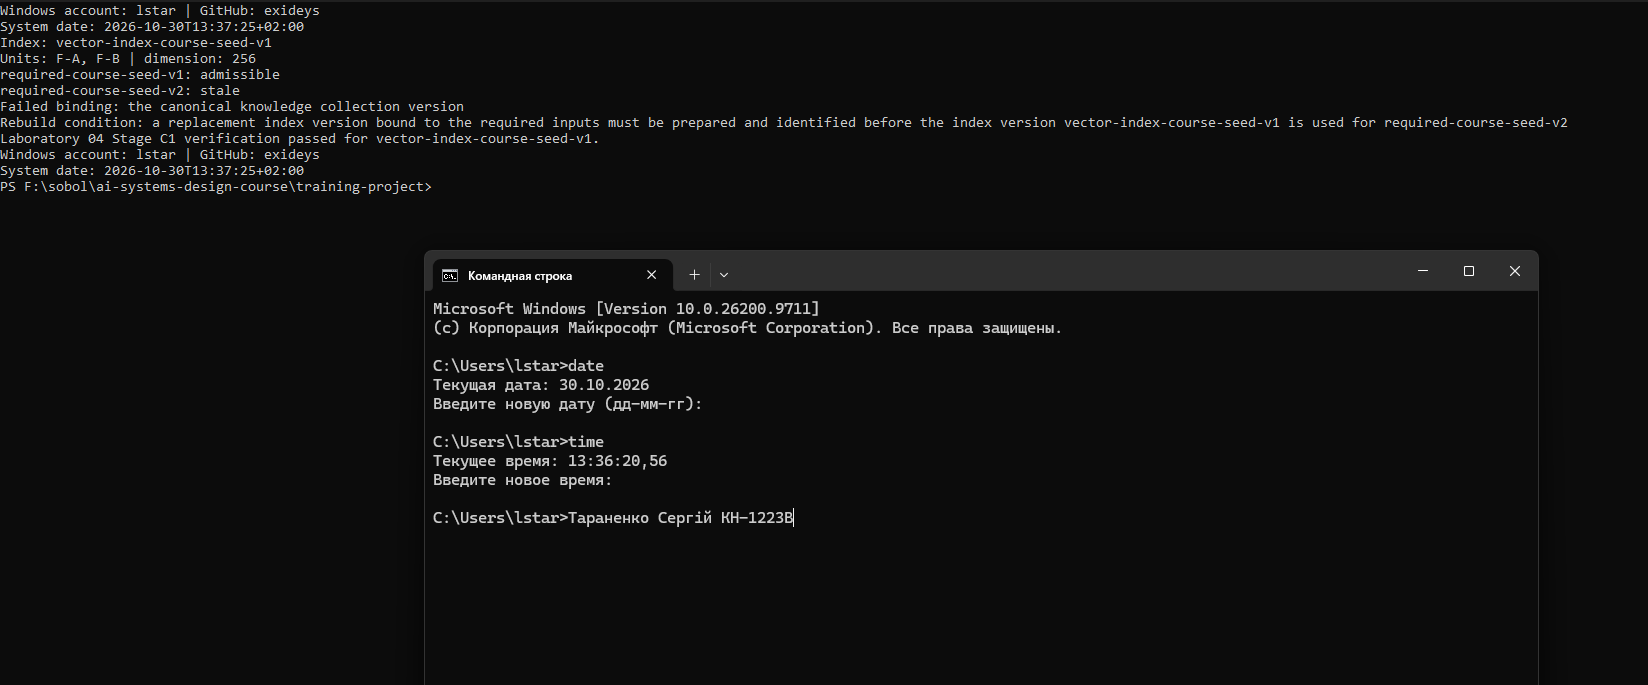 Windows account: lstar | GitHub: exideys
System date: 2026-10-30T13:37:25+02:00
Index: vector-index-course-seed-v1
Units: F-A, F-B | dimension: 256
required-course-seed-v1: admissible
required-course-seed-v2: stale
Failed binding: the canonical knowledge collection version
Rebuild condition: a replacement index version bound to the required inputs must be prepared and identified before the index version vector-index-course-seed-v1 is used for required-course-seed-v2
Laboratory 04 Stage C1 verification passed for vector-index-course-seed-v1.
Windows account: lstar | GitHub: exideys
System date: 2026-10-30T13:37:25+02:00
PS F:\sobol\ai-systems-design-course\training-project>
Командная строка
Microsoft Windows [Version 10.0.26200.9711]
(c) Корпорация Майкрософт (Microsoft Corporation). Все права защищены.
C:\Users\lstar>date
Текущая дата: 30.10.2026
Введите новую дату (дд-мм-гг):
C:\Users\lstar>time
Текущее время: 13:36:20,56
Введите новое время:
C:\Users\lstar>Тараненко Сергій КН-1223В